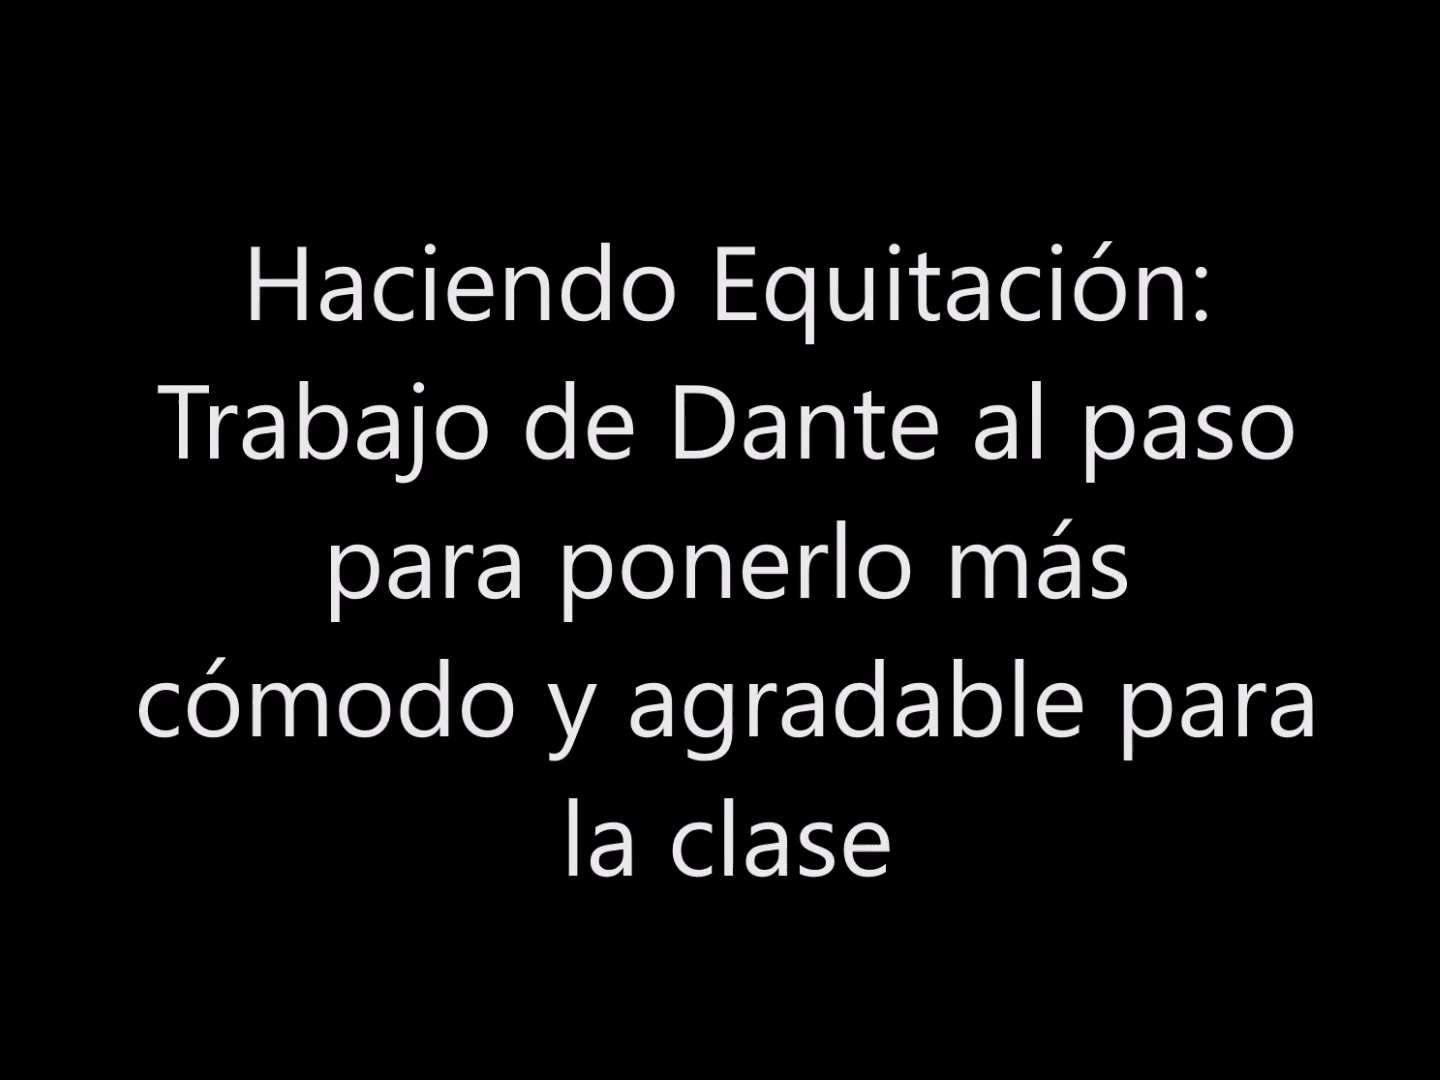 Haciendo Equitación:
Trabajo de Dante al paso
para ponerlo más
cómodo y agradable para
la clase